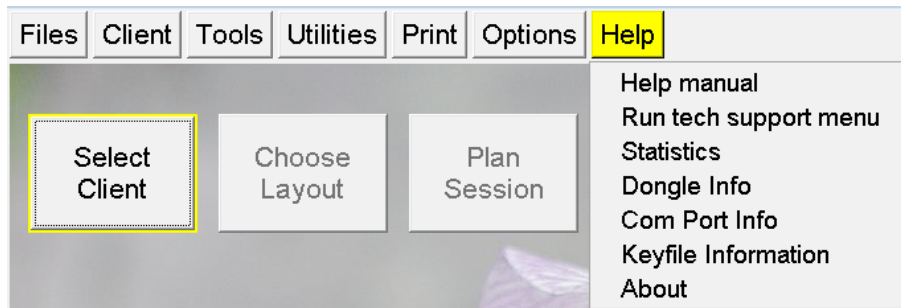 Files Client Tools Utilities Print Options Help
Help manual
Run tech support menu
Statistics
Dongle Info
Com Port Info
Keyfile Information
About
Select
Client
Choose
Layout
Plan
Session